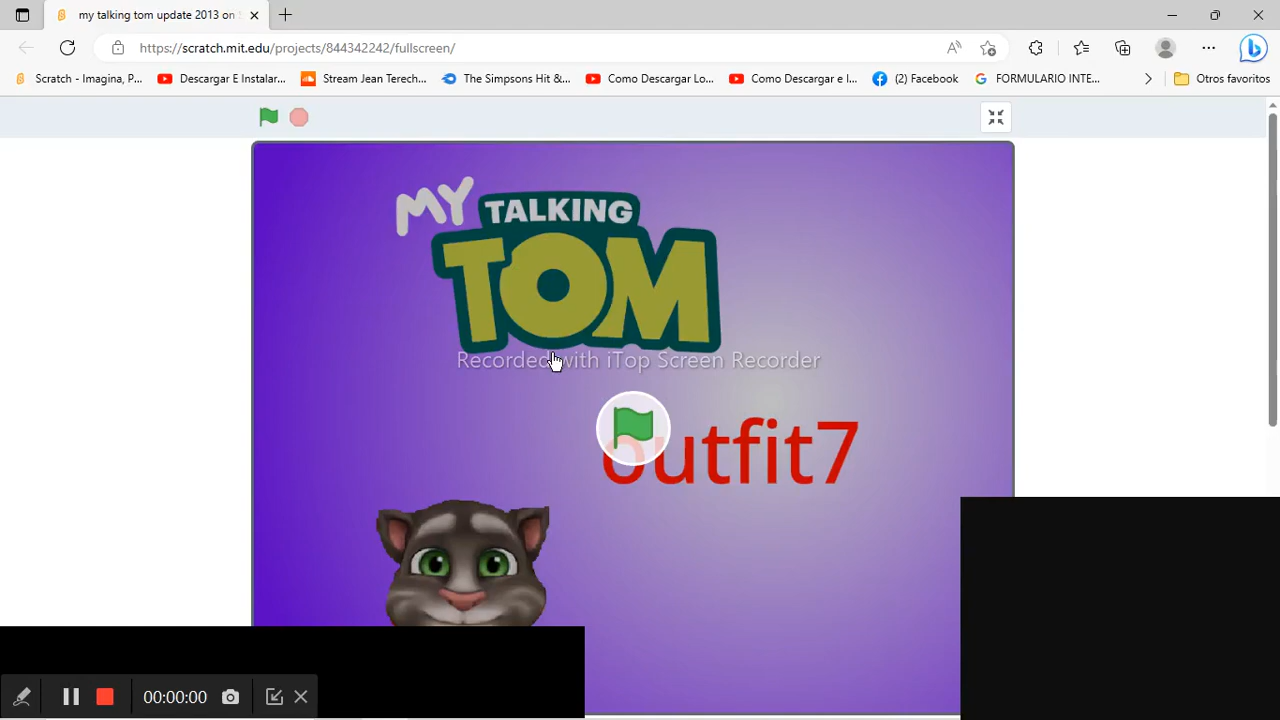 my talking tom update 2013 on
https://scratch.mit.edu/projects/844342242/fullscreen/
Scratch - Imagina, P...
Descargar E Instalar...
Stream Jean Terech...
The Simpsons Hit &...
Como Descargar Lo...
Como Descargar e I...
(2) Facebook
FORMULARIO INTE...
Otros favoritos
MY TALKING
TOM
Recorded with iTop Screen Recorder
outfit7
00:00:00